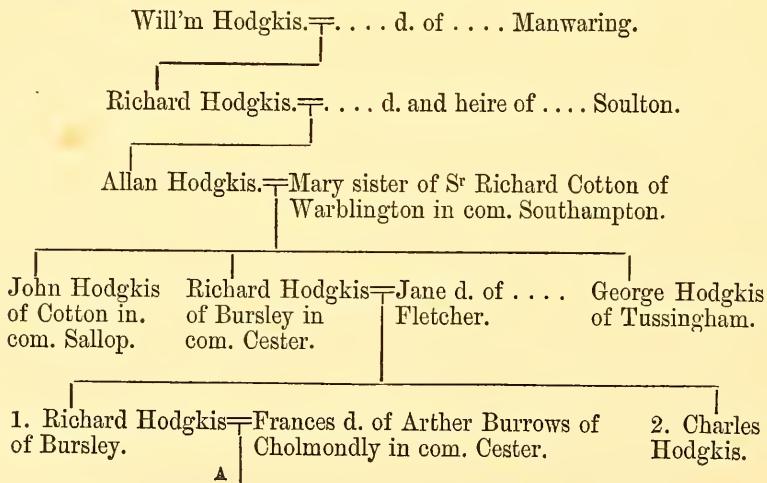 Will'm Hodgkis.=. . . . d. of . . . . Manwaring.
Richard Hodgkis.=. . . . d. and heire of . . . . Soulton.
Allan Hodgkis.=Mary sister of Sʳ Richard Cotton of
Warblington in com. Southampton.
John Hodgkis
of Cotton in.
com. Sallop.
Richard Hodgkis=Jane d. of . . . .
of Bursley in
com. Cester.
Fletcher.
George Hodgkis
of Tussingham.
1. Richard Hodgkis=Frances d. of Arther Burrows of
of Bursley.
Cholmondly in com. Cester.
2. Charles
Hodgkis.
A